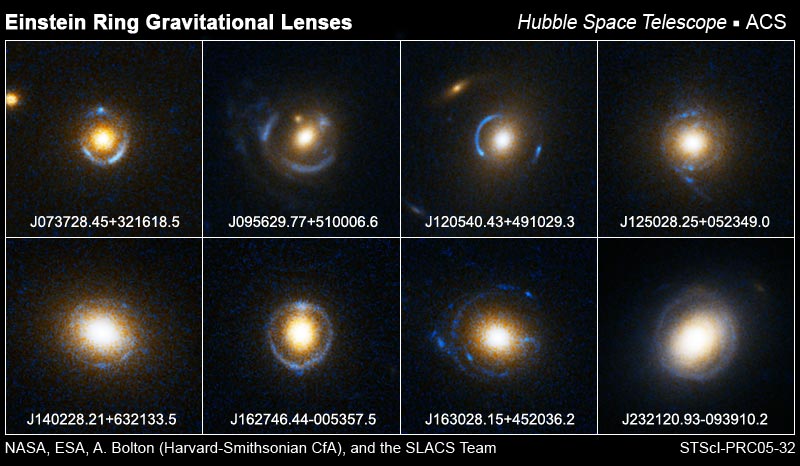 Einstein Ring Gravitational Lenses
Hubble Space Telescope ▪ ACS
J073728.45+321618.5
J095629.77+510006.6
J120540.43+491029.3
J125028.25+052349.0
J140228.21+632133.5
J162746.44-005357.5
J163028.15+452036.2
J232120.93-093910.2
NASA, ESA, A. Bolton (Harvard-Smithsonian CfA), and the SLACS Team
STScI-PRC05-32